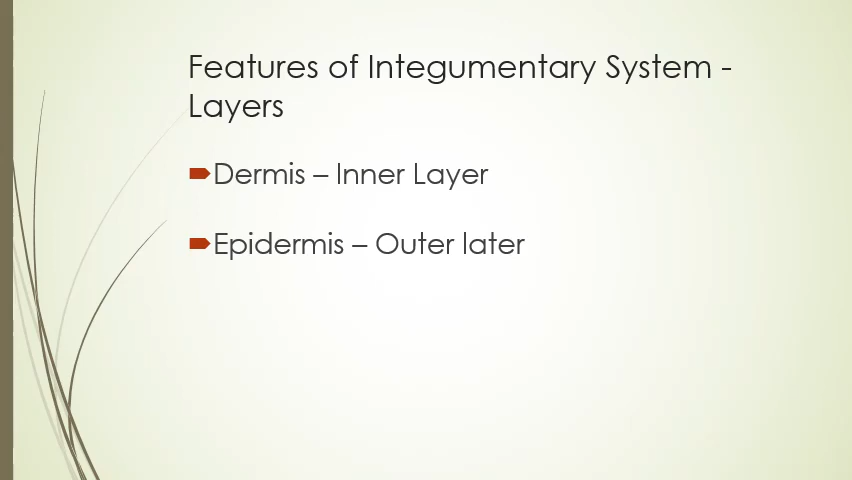 Features of Integumentary System -
Layers
Dermis – Inner Layer
Epidermis – Outer later